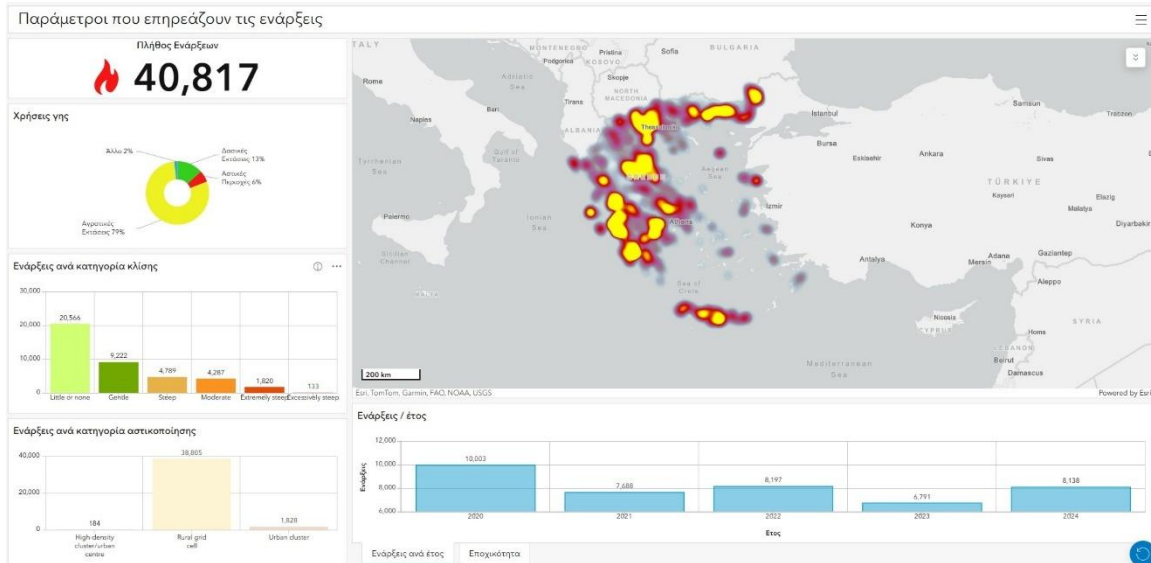 Παράμετροι που επηρεάζουν τις ενάρξεις
Πλήθος Ενάρξεων
40,817
Χρήσεις γης
Άλλο 2%
Δασικές
Εκτάσεις 13%
Αστικές
Περιοχές 6%
Αγροτικές
Εκτάσεις 79%
Ενάρξεις ανά κατηγορία κλίσης
30,000
20,000
10,000
0
20,566
9,222
4,789
4,287
1,820
133
Little or none
Gentle
Steep
Moderate
Extremely steep
Excessively steep
Ενάρξεις ανά κατηγορία αστικοποίησης
40,000
20,000
0
184
38,805
1,828
High-density
cluster/urban
centre
Rural grid
cell
Urban cluster
ITALY
MONTENEGRO
Pristina
Sofia
BULGARIA
Podgorica
KOSOVO
Rome
Adriatic
Sea
Skopje
NORTH
MACEDONIA
Tirana
Samsun
Trabzon
Naples
Bari
ALBANIA
Thessaloniki
Istanbul
Bursa
Gulf of
Taranto
Eskisehir
Ankara
Sivas
Tyrrhenian
Sea
Aegean
Sea
TÜRKIYE
Kayseri
Elazig
Malatya
Diyarbakir
Palermo
Ionian
Sea
Athens
Izmir
Konya
Sicilian
Channel
Antalya
Adana
Mersin
Gaziantep
MALTA
Sea of
Crete
Aleppo
Nicosia
CYPRUS
SYRIA
Homs
LEBANON
Beirut
Mediterranean
Sea
Damascus
200 km
Esri, TomTom, Garmin, FAO, NOAA, USGS
Powered by Esri
Ενάρξεις / έτος
12,000
10,000
8,000
6,000
Ενάρξεις
10,003
7,688
8,197
6,791
8,138
2020
2021
2022
2023
2024
Έτος
Ενάρξεις ανά έτος
Εποχικότητα